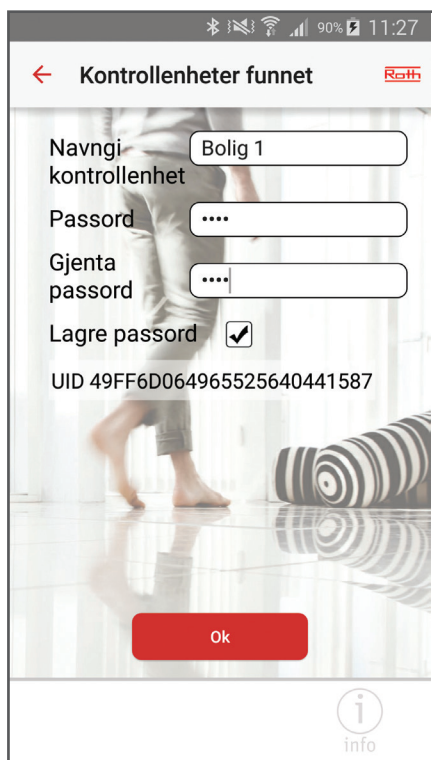 90% 11:27
Kontrollenheter funnet
Roth
Navngi
kontrollenhet
Bolig 1
Passord
••••
Gjenta
passord
••••
Lagre passord
UID 49FF6D064965525640441587
Ok
i
info